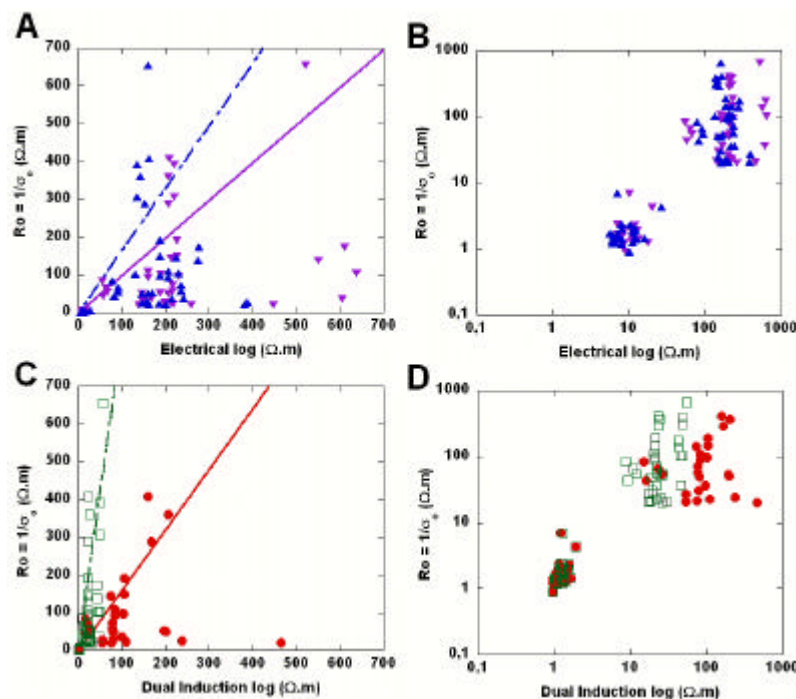 A
B
700
600
500
400
300
200
100
0
Ro = 1/σₒ (Ω.m)
0 100 200 300 400 500 600 700
Electrical log (Ω.m)
1000
100
10
1
0,1
Ro = 1/σₒ (Ω.m)
0,1 1 10 100 1000
Electrical log (Ω.m)
C
D
700
600
500
400
300
200
100
0
Ro = 1/σₒ (Ω.m)
0 100 200 300 400 500 600 700
Dual Induction log (Ω.m)
1000
100
10
1
0,1
Ro = 1/σₒ (Ω.m)
0,1 1 10 100 1000
Dual Induction log (Ω.m)